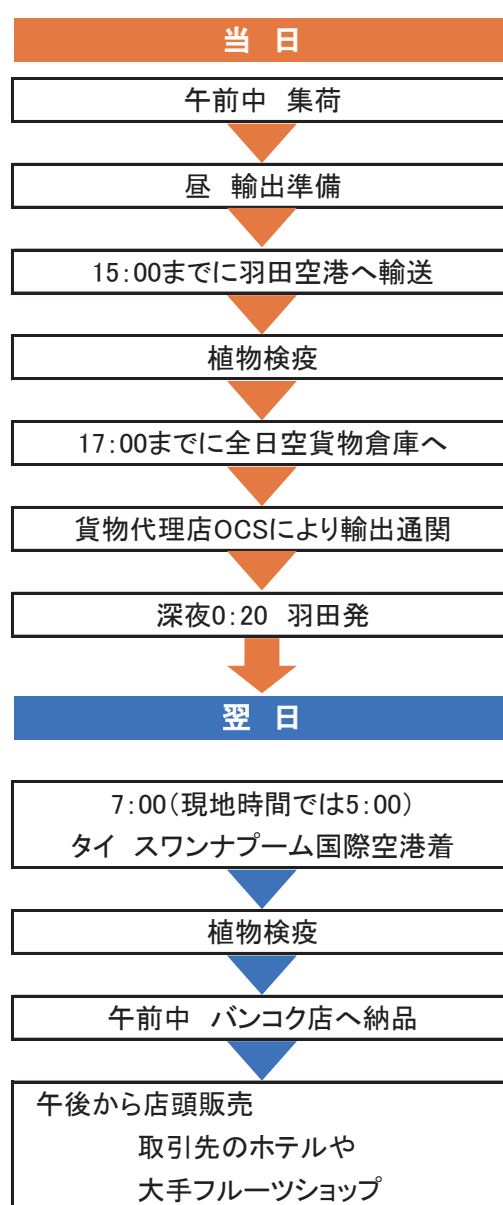 当 日
午前中 集荷
昼 輸出準備
15:00までに羽田空港へ輸送
植物検疫
17:00までに全日空貨物倉庫へ
貨物代理店OCSにより輸出通関
深夜0:20 羽田発
翌 日
7:00(現地時間では5:00)
タイ スワンナプーム国際空港着
植物検疫
午前中 バンコク店へ納品
午後から店頭販売
取引先のホテルや
大手フルーツショップ